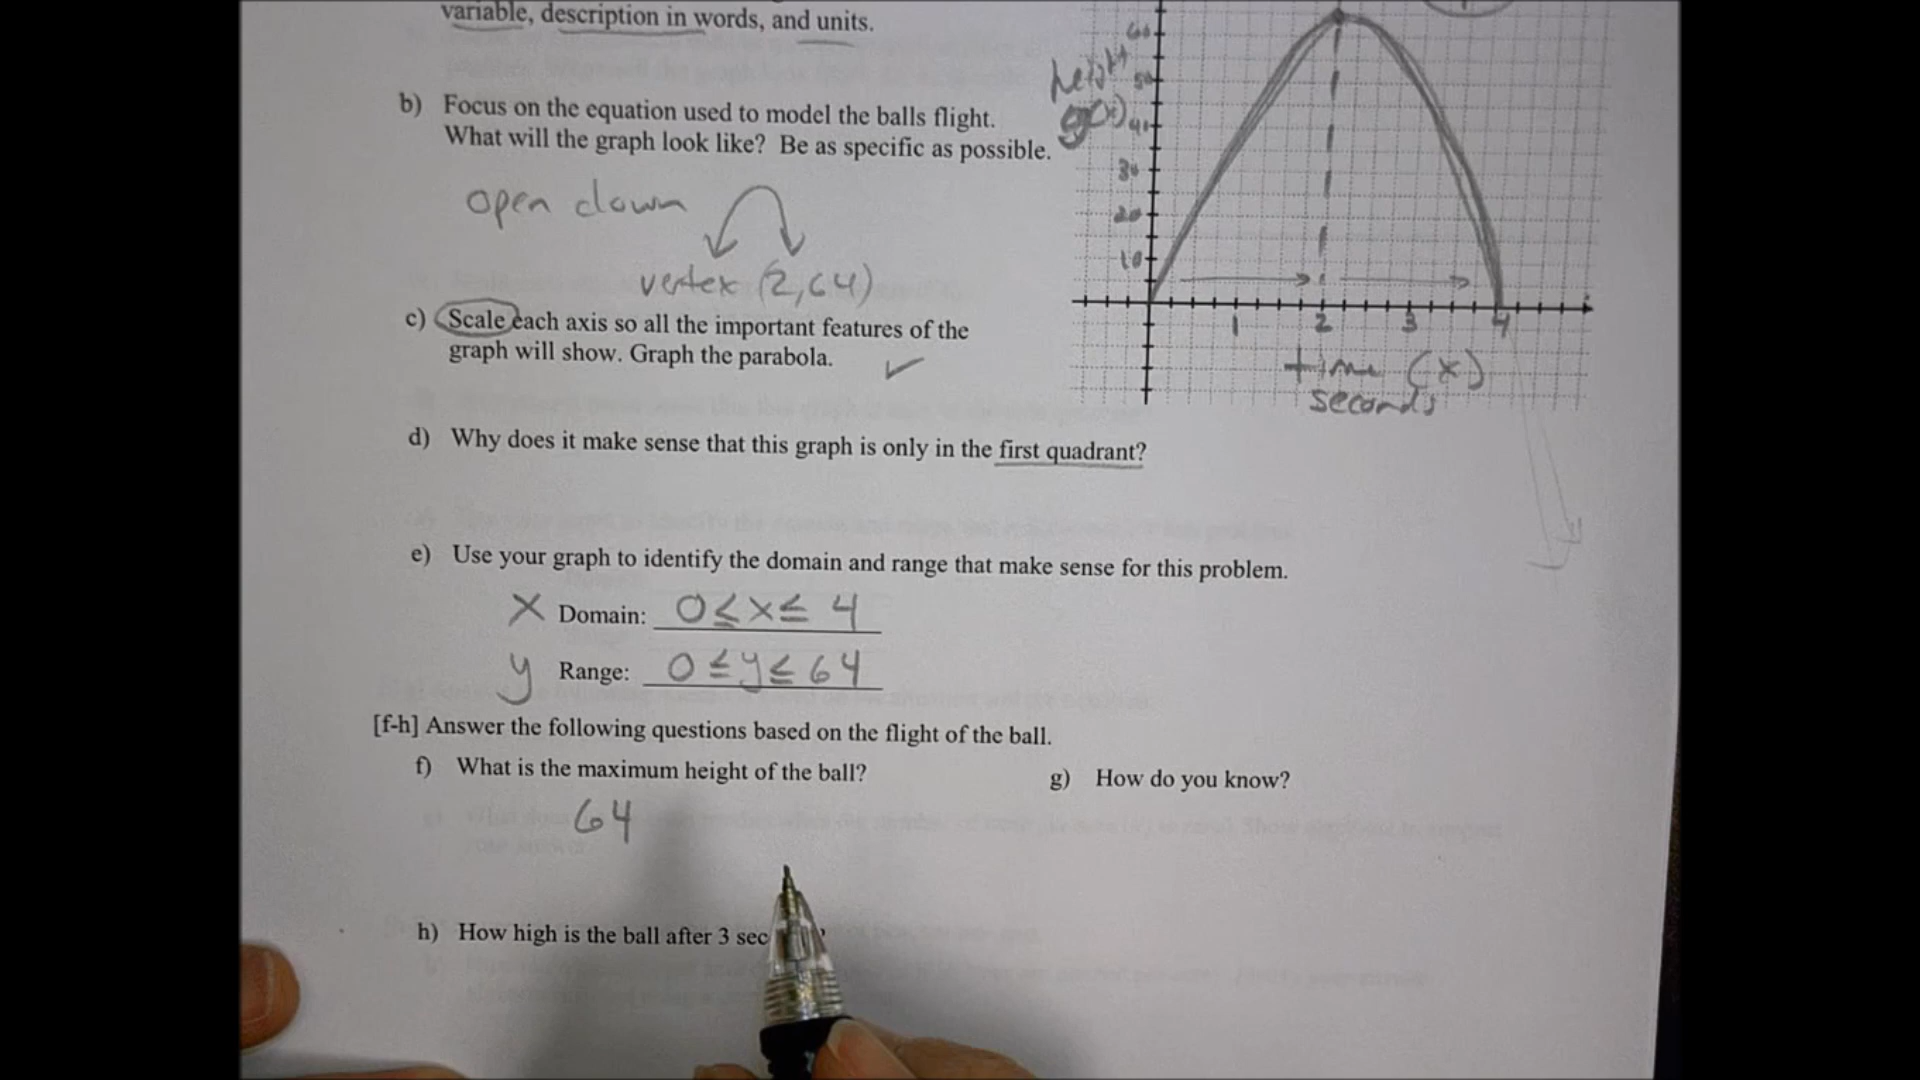 variable, description in words, and units.
60
height
g(x)
50
40
30
20
10
b) Focus on the equation used to model the balls flight.
What will the graph look like? Be as specific as possible.
open down
vertex (2,64)
1 2 3 4
time (x)
seconds
c) Scale each axis so all the important features of the
graph will show. Graph the parabola.
d) Why does it make sense that this graph is only in the first quadrant?
e) Use your graph to identify the domain and range that make sense for this problem.
x Domain: 0≤x≤4
y Range: 0≤y≤64
[f-h] Answer the following questions based on the flight of the ball.
f) What is the maximum height of the ball?
g) How do you know?
64
h) How high is the ball after 3 sec